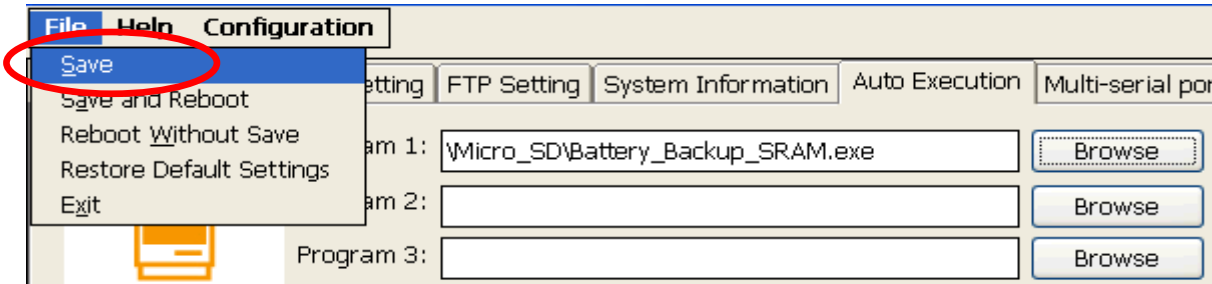 File Help Configuration
Save
Save and Reboot
Reboot Without Save
Restore Default Settings
Exit
etting FTP Setting System Information Auto Execution Multi-serial por
am 1: \Micro_SD\Battery_Backup_SRAM.exe Browse
am 2: Browse
Program 3: Browse